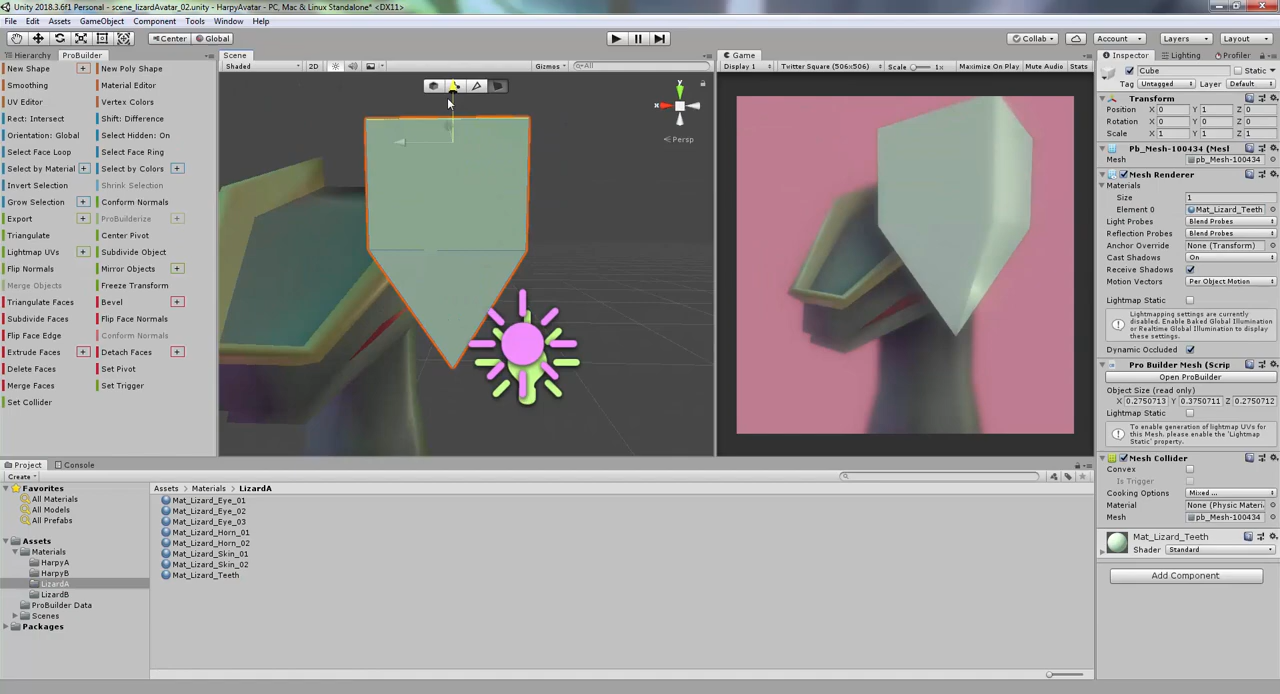 Unity 2018.3.6f1 Personal - scene_lizardAvatar_02.unity - HarpyAvatar - PC, Mac & Linux Standalone* <DX11>
File Edit Assets GameObject Component Tools Window Help
Center Global Collab Account Layers Layout
Hierarchy ProBuilder
New Shape + New Poly Shape
Smoothing Material Editor
UV Editor Vertex Colors
Rect: Intersect Shift: Difference
Orientation: Global Select Hidden: On
Select Face Loop Select Face Ring
Select by Material + Select by Colors +
Invert Selection Shrink Selection
Grow Selection + Conform Normals
Export + ProBuilderize +
Triangulate Center Pivot
Lightmap UVs + Subdivide Object
Flip Normals Mirror Objects +
Merge Objects Freeze Transform
Triangulate Faces Bevel +
Subdivide Faces Flip Face Normals
Flip Face Edge Conform Normals
Extrude Faces + Detach Faces +
Delete Faces Set Pivot
Merge Faces Set Trigger
Set Collider
Scene
Shaded 2D Gizmos All
y
x
Persp
Game
Display 1 Twitter Square (506x506) Scale 1x Maximize On Play Mute Audio Stats
Inspector Lighting Profiler
Cube Static
Tag Untagged Layer Default
Transform
Position X 0 Y 1 Z 0
Rotation X 0 Y 0 Z 0
Scale X 1 Y 1 Z 1
Pb_Mesh-100434 (Mesl
Mesh pb_Mesh-100434
Mesh Renderer
Materials
Size 1
Element 0 Mat_Lizard_Teeth
Light Probes Blend Probes
Reflection Probes Blend Probes
Anchor Override None (Transform)
Cast Shadows On
Receive Shadows
Motion Vectors Per Object Motion
Lightmap Static
Lightmapping settings are currently disabled. Enable Baked Global Illumination or Realtime Global Illumination to display these settings.
Dynamic Occluded
Pro Builder Mesh (Scrip
Open ProBuilder
Object Size (read only)
X 0.2750713 Y 0.3750711 Z 0.2750712
Lightmap Static
To enable generation of lightmap UVs for this Mesh, please enable the 'Lightmap Static' property.
Mesh Collider
Convex
Is Trigger
Cooking Options Mixed ...
Material None (Physic Materi
Mesh pb_Mesh-100434
Mat_Lizard_Teeth
Shader Standard
Add Component
Project Console
Create
Favorites
All Materials
All Models
All Prefabs
Assets
Materials
HarpyA
HarpyB
LizardA
LizardB
ProBuilder Data
Scenes
Packages
Assets Materials LizardA
Mat_Lizard_Eye_01
Mat_Lizard_Eye_02
Mat_Lizard_Eye_03
Mat_Lizard_Horn_01
Mat_Lizard_Horn_02
Mat_Lizard_Skin_01
Mat_Lizard_Skin_02
Mat_Lizard_Teeth